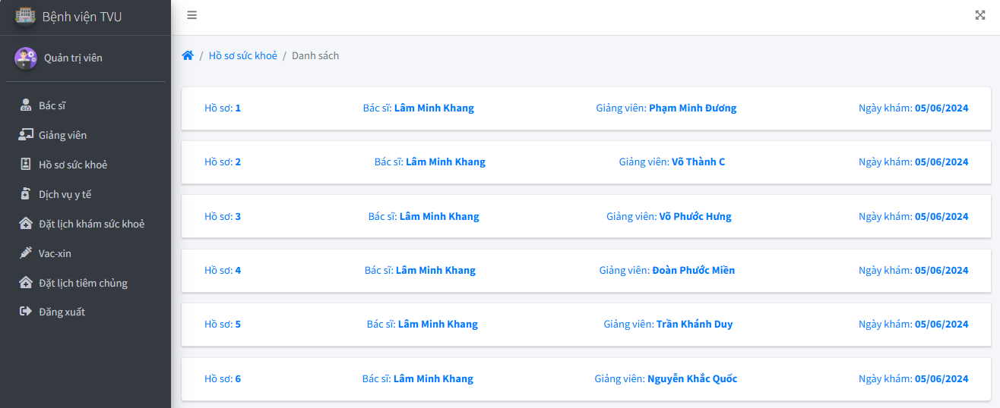 Bệnh viện TVU
Quản trị viên
Bác sĩ
Giảng viên
Hồ sơ sức khoẻ
Dịch vụ y tế
Đặt lịch khám sức khoẻ
Vac-xin
Đặt lịch tiêm chủng
Đăng xuất
/ Hồ sơ sức khoẻ / Danh sách
Hồ sơ: 1 Bác sĩ: Lâm Minh Khang Giảng viên: Phạm Minh Đương Ngày khám: 05/06/2024
Hồ sơ: 2 Bác sĩ: Lâm Minh Khang Giảng viên: Võ Thành C Ngày khám: 05/06/2024
Hồ sơ: 3 Bác sĩ: Lâm Minh Khang Giảng viên: Võ Phước Hưng Ngày khám: 05/06/2024
Hồ sơ: 4 Bác sĩ: Lâm Minh Khang Giảng viên: Đoàn Phước Miền Ngày khám: 05/06/2024
Hồ sơ: 5 Bác sĩ: Lâm Minh Khang Giảng viên: Trần Khánh Duy Ngày khám: 05/06/2024
Hồ sơ: 6 Bác sĩ: Lâm Minh Khang Giảng viên: Nguyễn Khắc Quốc Ngày khám: 05/06/2024